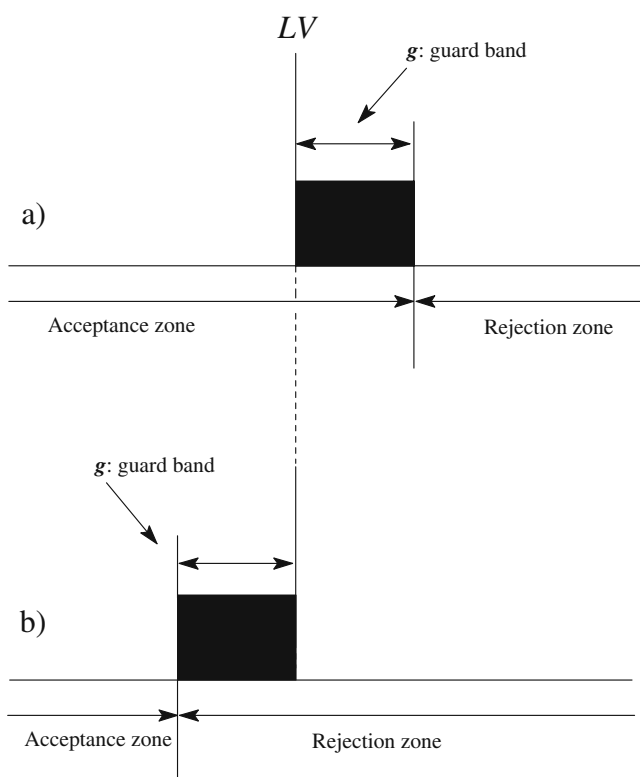 LV
g: guard band
a)
Acceptance zone
Rejection zone
g: guard band
b)
Acceptance zone
Rejection zone